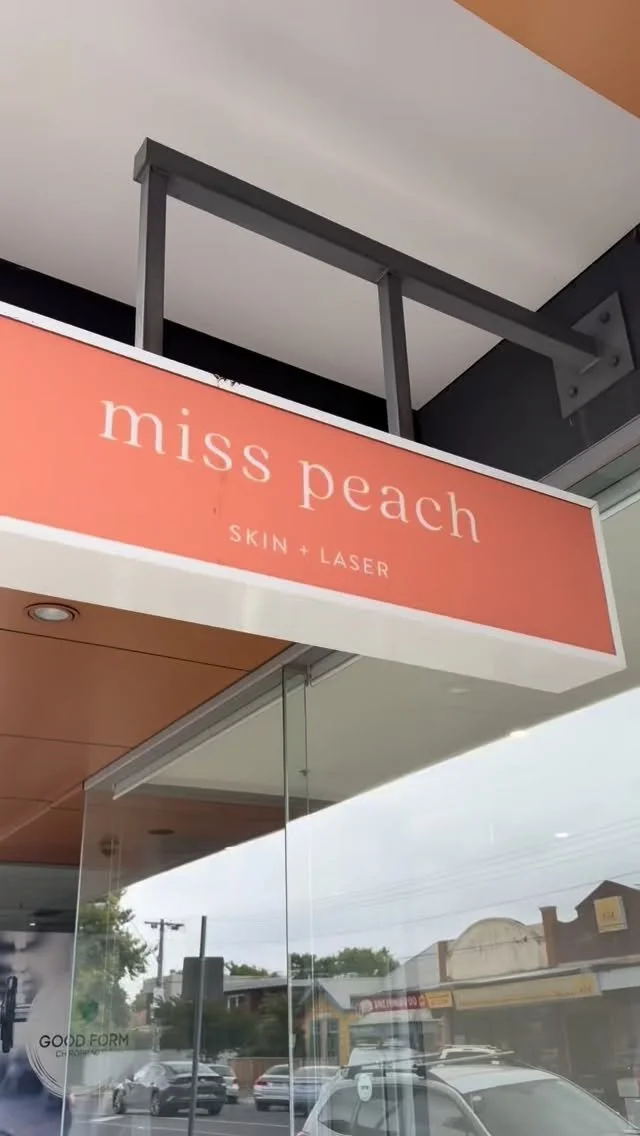 miss peach
SKIN + LASER
GOOD FORM